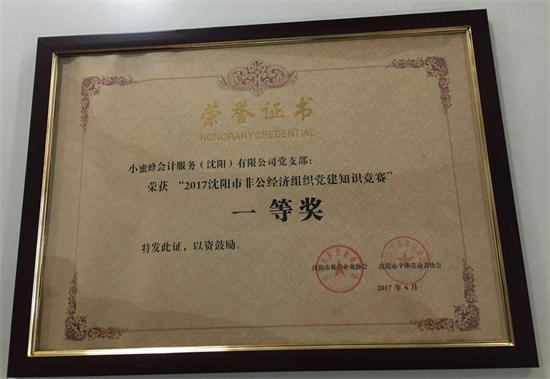 荣誉证书
HONORARY CREDENTIAL
小蜜蜂会计服务（沈阳）有限公司党支部：
荣获 “2017沈阳市非公经济组织党建知识竞赛”
一等奖
特发此证，以资鼓励。
沈阳市私营企业协会 沈阳市个体劳动者协会
2017 年 6 月